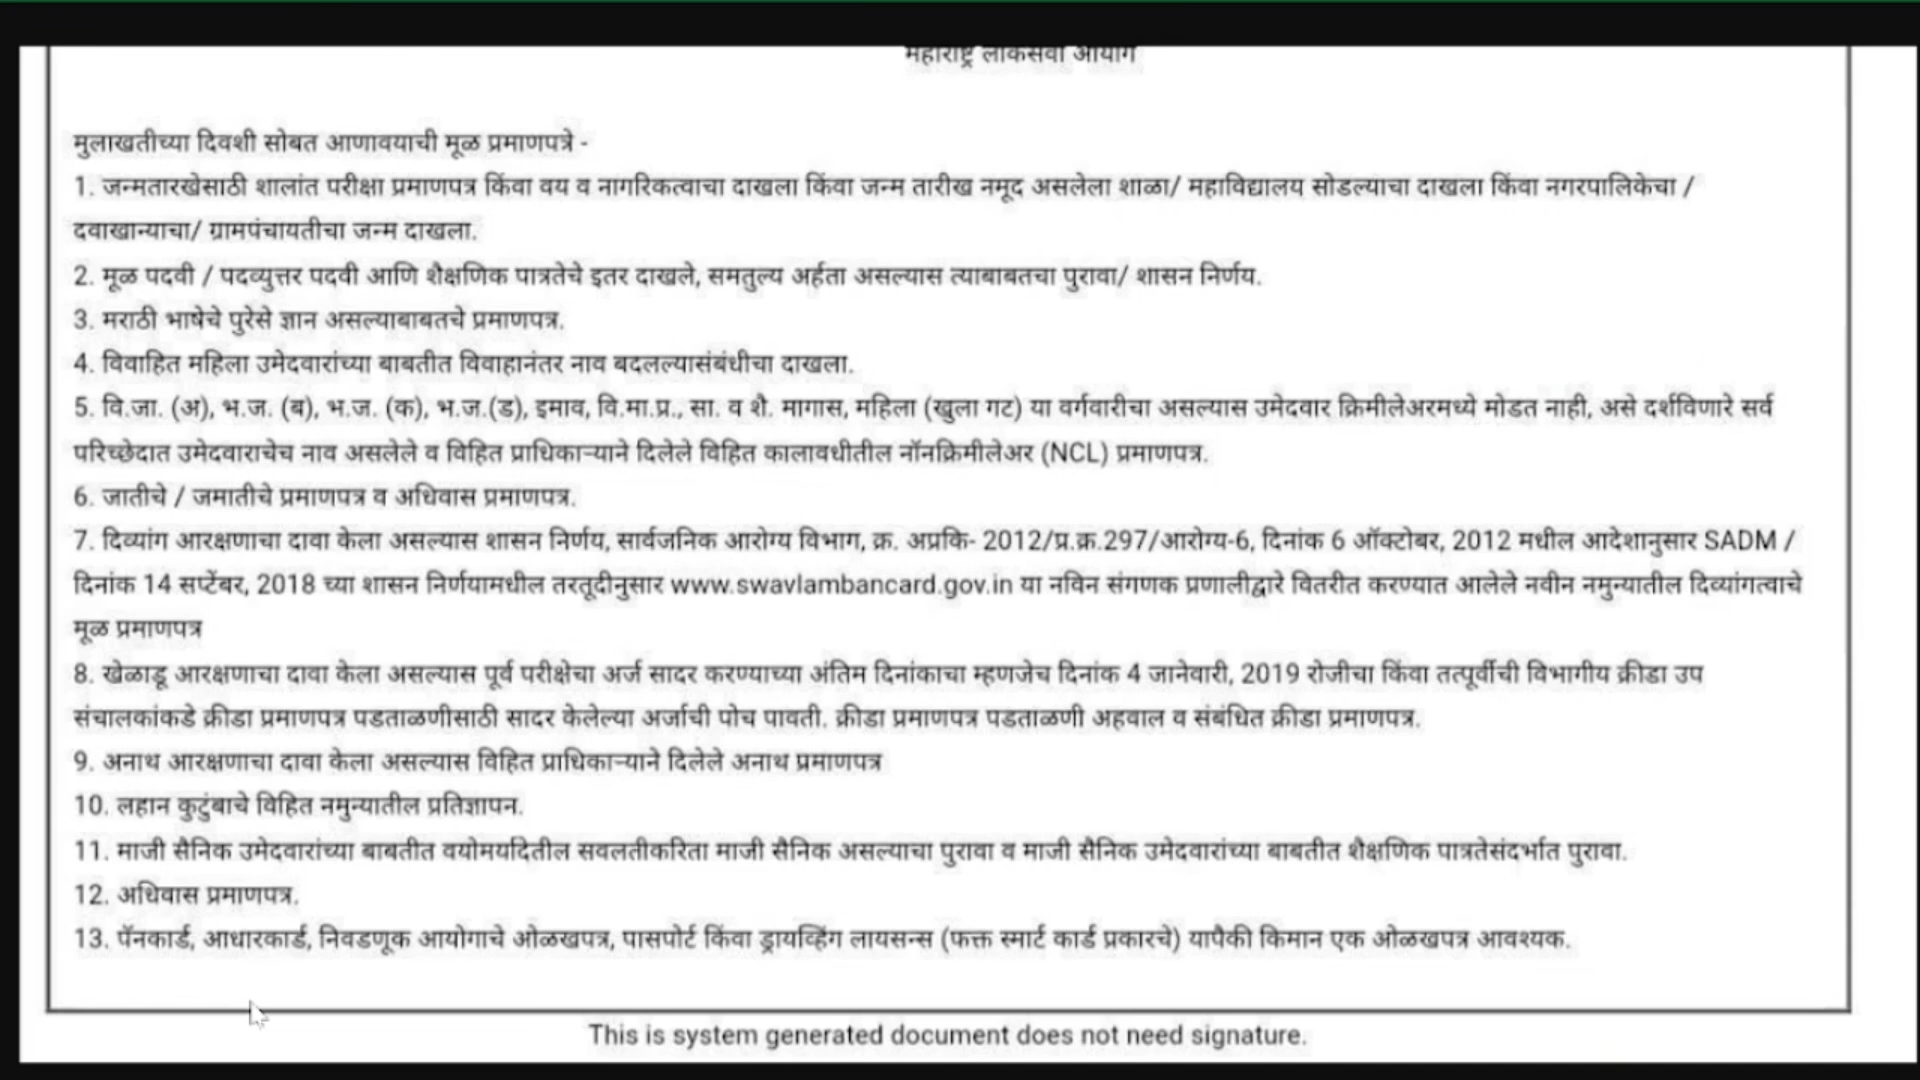 महाराष्ट्र लोकसेवा आयोग
मुलाखतीच्या दिवशी सोबत आणावयाची मूळ प्रमाणपत्रे -
1. जन्मतारखेसाठी शालांत परीक्षा प्रमाणपत्र किंवा वय व नागरिकत्वाचा दाखला किंवा जन्म तारीख नमूद असलेला शाळा/ महाविद्यालय सोडल्याचा दाखला किंवा नगरपालिकेचा /
दवाखान्याचा/ ग्रामपंचायतीचा जन्म दाखला.
2. मूळ पदवी / पदव्युत्तर पदवी आणि शैक्षणिक पात्रतेचे इतर दाखले, समतुल्य अर्हता असल्यास त्याबाबतचा पुरावा/ शासन निर्णय.
3. मराठी भाषेचे पुरेसे ज्ञान असल्याबाबतचे प्रमाणपत्र.
4. विवाहित महिला उमेदवारांच्या बाबतीत विवाहानंतर नाव बदलल्यासंबंधीचा दाखला.
5. वि.जा. (अ), भ.ज. (ब), भ.ज. (क), भ.ज.(ड), इमाव, वि.मा.प्र., सा. व शै. मागास, महिला (खुला गट) या वर्गवारीचा असल्यास उमेदवार क्रिमीलेअरमध्ये मोडत नाही, असे दर्शविणारे सर्व
परिच्छेदात उमेदवाराचेच नाव असलेले व विहित प्राधिकाऱ्याने दिलेले विहित कालावधीतील नॉनक्रिमीलेअर (NCL) प्रमाणपत्र.
6. जातीचे / जमातीचे प्रमाणपत्र व अधिवास प्रमाणपत्र.
7. दिव्यांग आरक्षणाचा दावा केला असल्यास शासन निर्णय, सार्वजनिक आरोग्य विभाग, क्र. अप्रकि- 2012/प्र.क्र.297/आरोग्य-6, दिनांक 6 ऑक्टोबर, 2012 मधील आदेशानुसार SADM /
दिनांक 14 सप्टेंबर, 2018 च्या शासन निर्णयामधील तरतूदीनुसार www.swavlambancard.gov.in या नविन संगणक प्रणालीद्वारे वितरीत करण्यात आलेले नवीन नमुन्यातील दिव्यांगत्वाचे
मूळ प्रमाणपत्र
8. खेळाडू आरक्षणाचा दावा केला असल्यास पूर्व परीक्षेचा अर्ज सादर करण्याच्या अंतिम दिनांकाचा म्हणजेच दिनांक 4 जानेवारी, 2019 रोजीचा किंवा तत्पूर्वीची विभागीय क्रीडा उप
संचालकांकडे क्रीडा प्रमाणपत्र पडताळणीसाठी सादर केलेल्या अर्जाची पोच पावती. क्रीडा प्रमाणपत्र पडताळणी अहवाल व संबंधित क्रीडा प्रमाणपत्र.
9. अनाथ आरक्षणाचा दावा केला असल्यास विहित प्राधिकाऱ्याने दिलेले अनाथ प्रमाणपत्र
10. लहान कुटुंबाचे विहित नमुन्यातील प्रतिज्ञापन.
11. माजी सैनिक उमेदवारांच्या बाबतीत वयोमर्यादेतील सवलतीकरिता माजी सैनिक असल्याचा पुरावा व माजी सैनिक उमेदवारांच्या बाबतीत शैक्षणिक पात्रतेसंदर्भात पुरावा.
12. अधिवास प्रमाणपत्र.
13. पॅनकार्ड, आधारकार्ड, निवडणूक आयोगाचे ओळखपत्र, पासपोर्ट किंवा ड्रायव्हिंग लायसन्स (फक्त स्मार्ट कार्ड प्रकारचे) यापैकी किमान एक ओळखपत्र आवश्यक.
This is system generated document does not need signature.